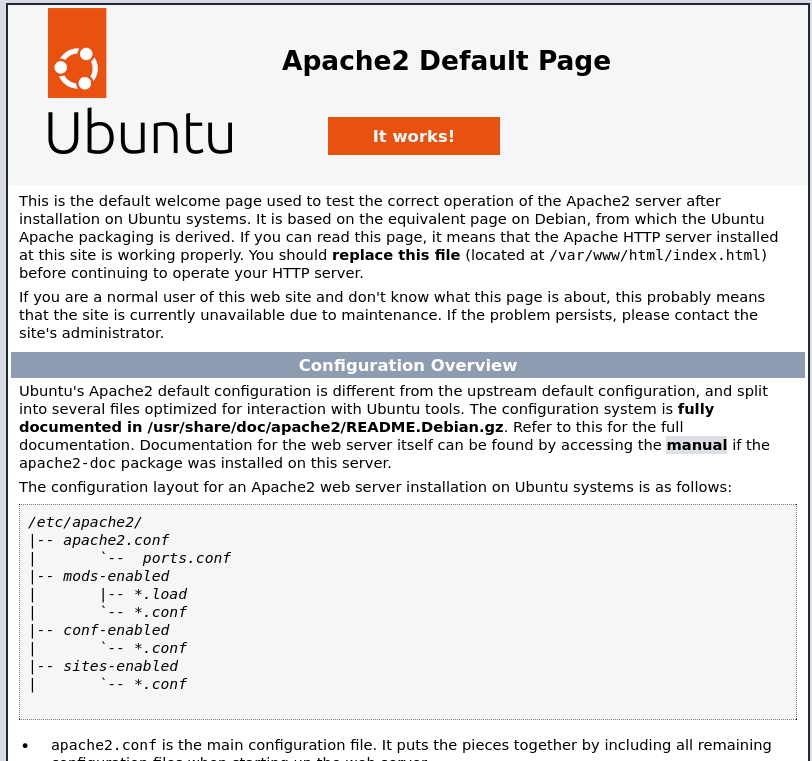 Ubuntu
Apache2 Default Page
It works!
This is the default welcome page used to test the correct operation of the Apache2 server after
installation on Ubuntu systems. It is based on the equivalent page on Debian, from which the Ubuntu
Apache packaging is derived. If you can read this page, it means that the Apache HTTP server installed
at this site is working properly. You should replace this file (located at /var/www/html/index.html)
before continuing to operate your HTTP server.
If you are a normal user of this web site and don't know what this page is about, this probably means
that the site is currently unavailable due to maintenance. If the problem persists, please contact the
site's administrator.
Configuration Overview
Ubuntu's Apache2 default configuration is different from the upstream default configuration, and split
into several files optimized for interaction with Ubuntu tools. The configuration system is fully
documented in /usr/share/doc/apache2/README.Debian.gz. Refer to this for the full
documentation. Documentation for the web server itself can be found by accessing the manual if the
apache2-doc package was installed on this server.
The configuration layout for an Apache2 web server installation on Ubuntu systems is as follows:
/etc/apache2/
|-- apache2.conf
|       `--  ports.conf
|-- mods-enabled
|       |-- *.load
|       `-- *.conf
|-- conf-enabled
|       `-- *.conf
|-- sites-enabled
|       `-- *.conf
• apache2.conf is the main configuration file. It puts the pieces together by including all remaining
configuration files when starting up the web server.